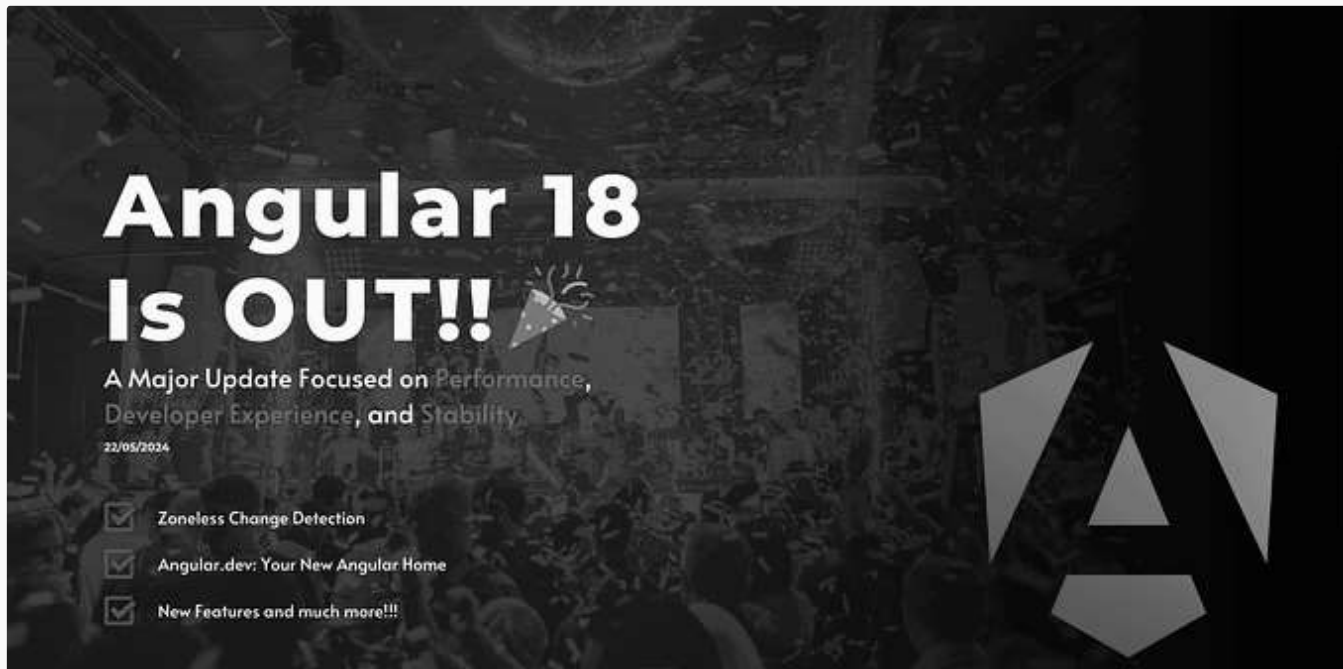 Angular 18
Is OUT!!
A Major Update Focused on Performance,
Developer Experience, and Stability
22/05/2024
Zoneless Change Detection
Angular.dev: Your New Angular Home
New Features and much more!!!